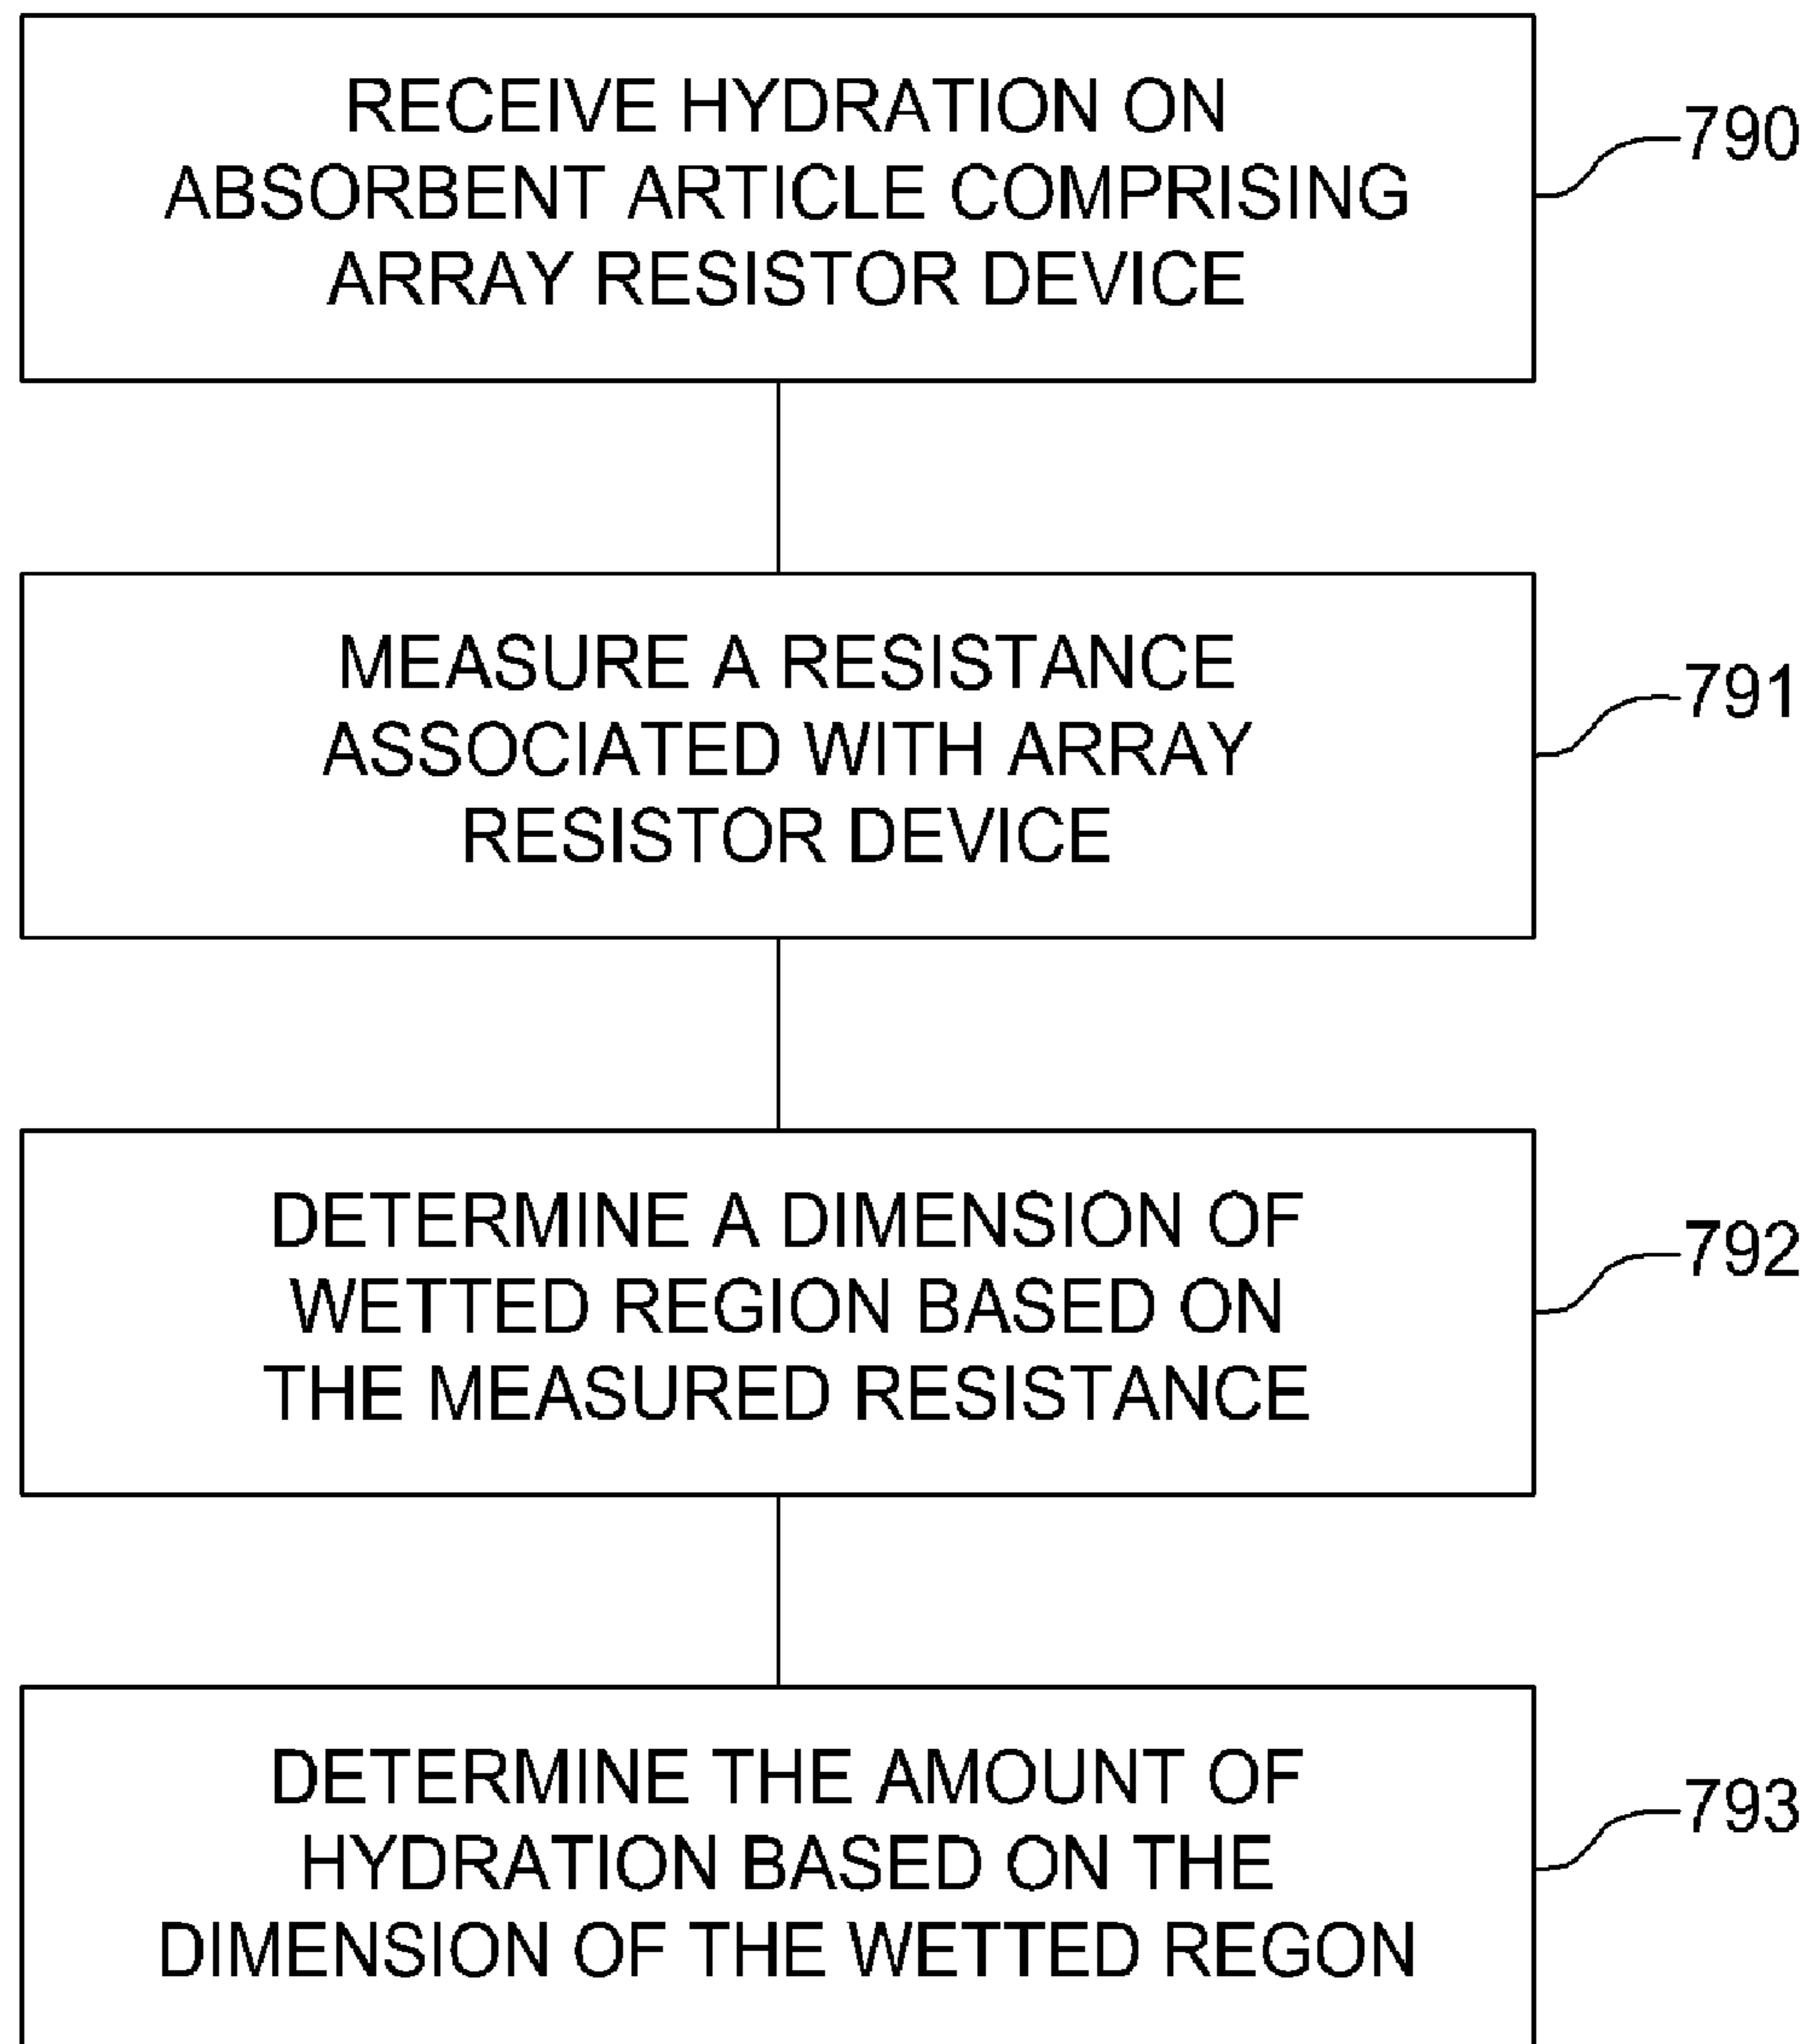 RECEIVE HYDRATION ON
ABSORBENT ARTICLE COMPRISING
ARRAY RESISTOR DEVICE
790
MEASURE A RESISTANCE
ASSOCIATED WITH ARRAY
RESISTOR DEVICE
791
DETERMINE A DIMENSION OF
WETTED REGION BASED ON
THE MEASURED RESISTANCE
792
DETERMINE THE AMOUNT OF
HYDRATION BASED ON THE
DIMENSION OF THE WETTED REGON
793